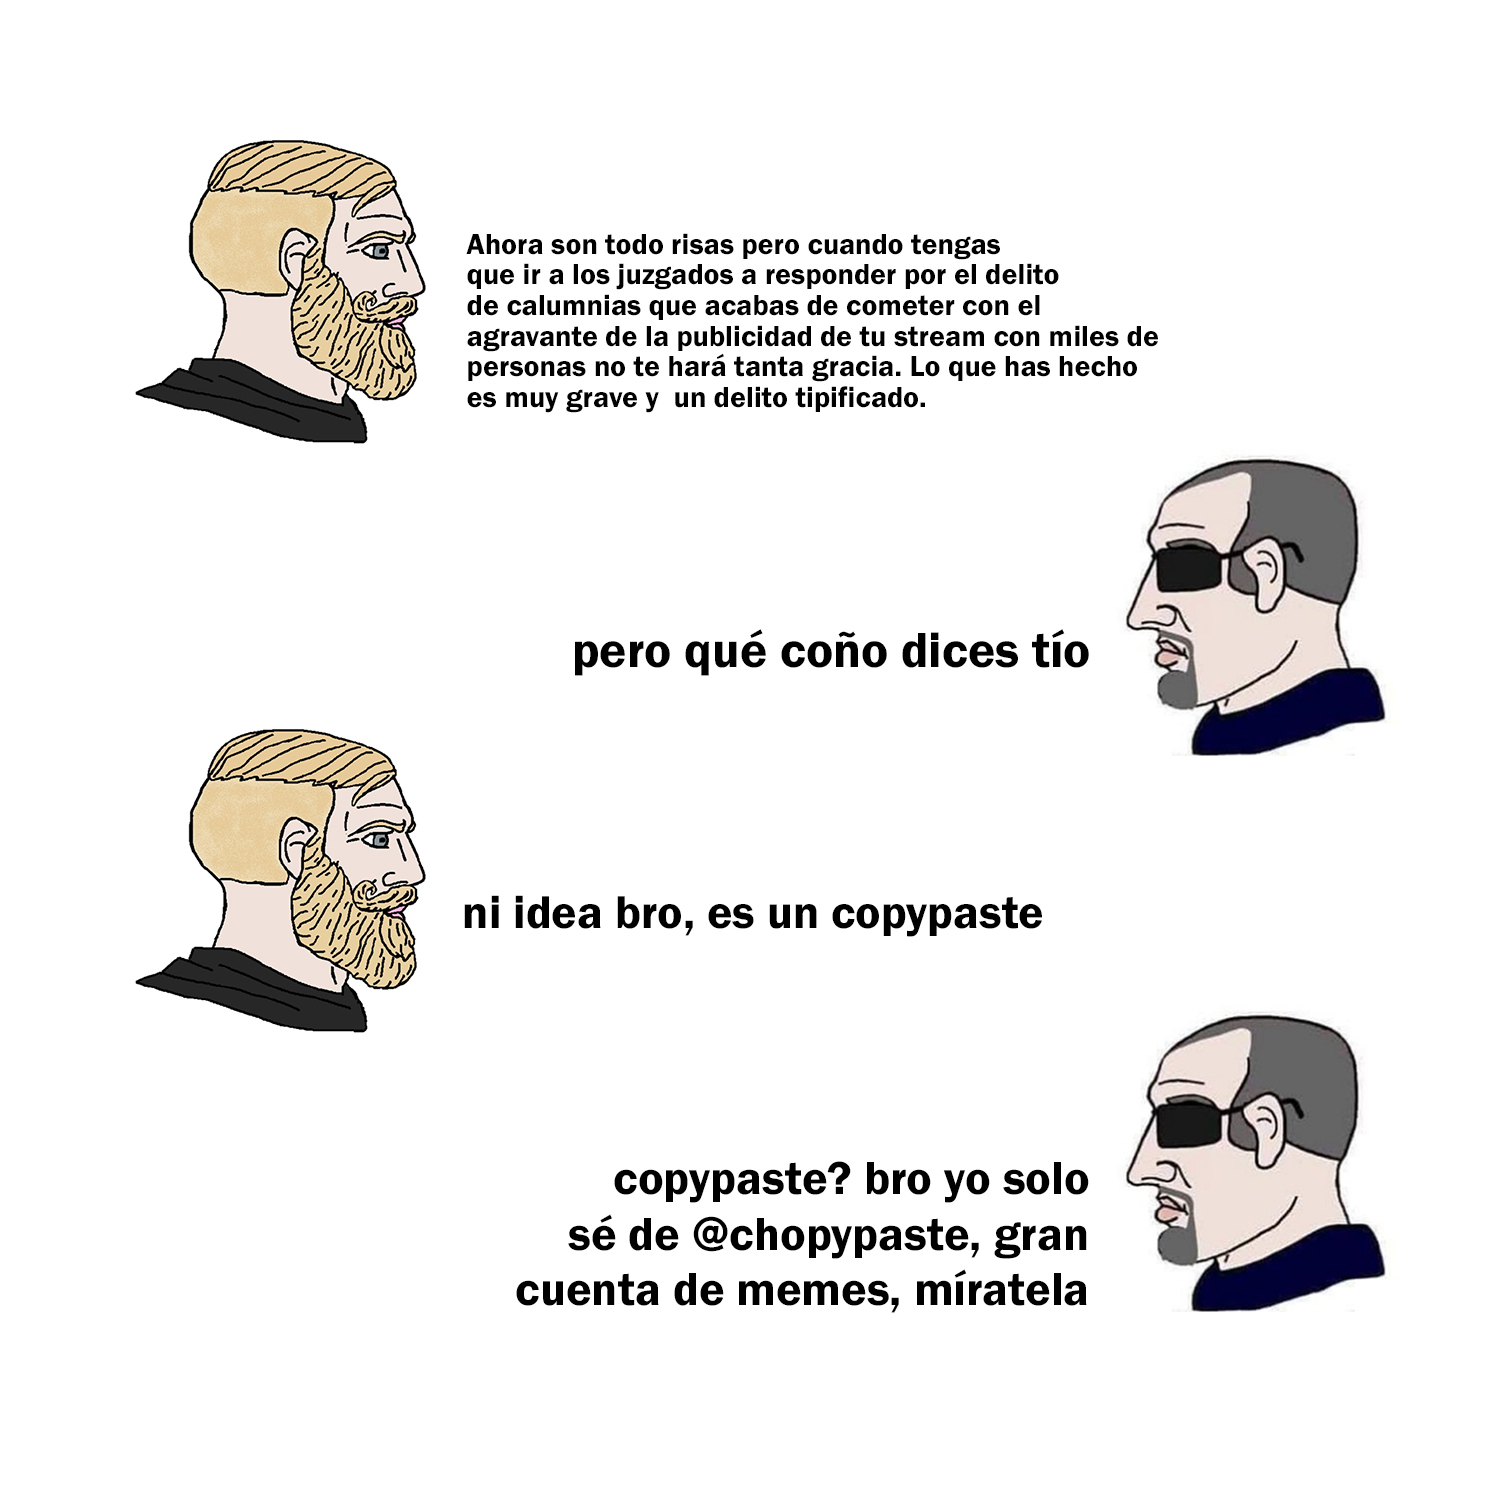 Ahora son todo risas pero cuando tengas
que ir a los juzgados a responder por el delito
de calumnias que acabas de cometer con el
agravante de la publicidad de tu stream con miles de
personas no te hará tanta gracia. Lo que has hecho
es muy grave y  un delito tipificado.
pero qué coño dices tío
ni idea bro, es un copypaste
copypaste? bro yo solo
sé de @chopypaste, gran
cuenta de memes, míratela